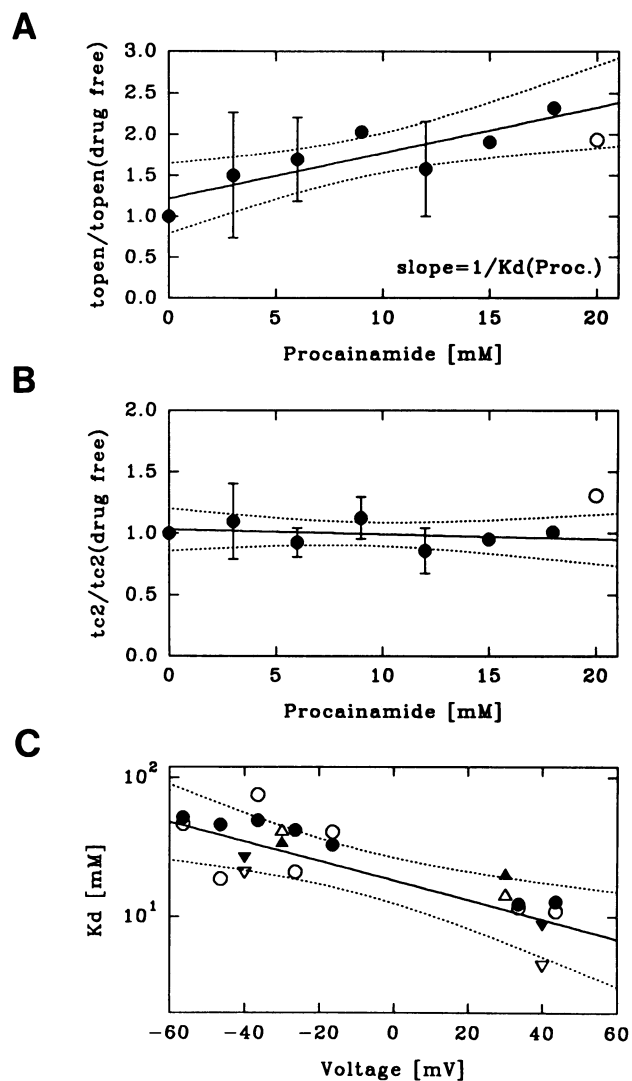 A
topen/topen(drug free)
3.0
2.5
2.0
1.5
1.0
0.5
0.0
slope=1/Kd(Proc.)
0 5 10 15 20
Procainamide [mM]
B
tc2/tc2(drug free)
2.0
1.5
1.0
0.5
0.0
0 5 10 15 20
Procainamide [mM]
C
Kd [mM]
10²
10¹
−60 −40 −20 0 20 40 60
Voltage [mV]